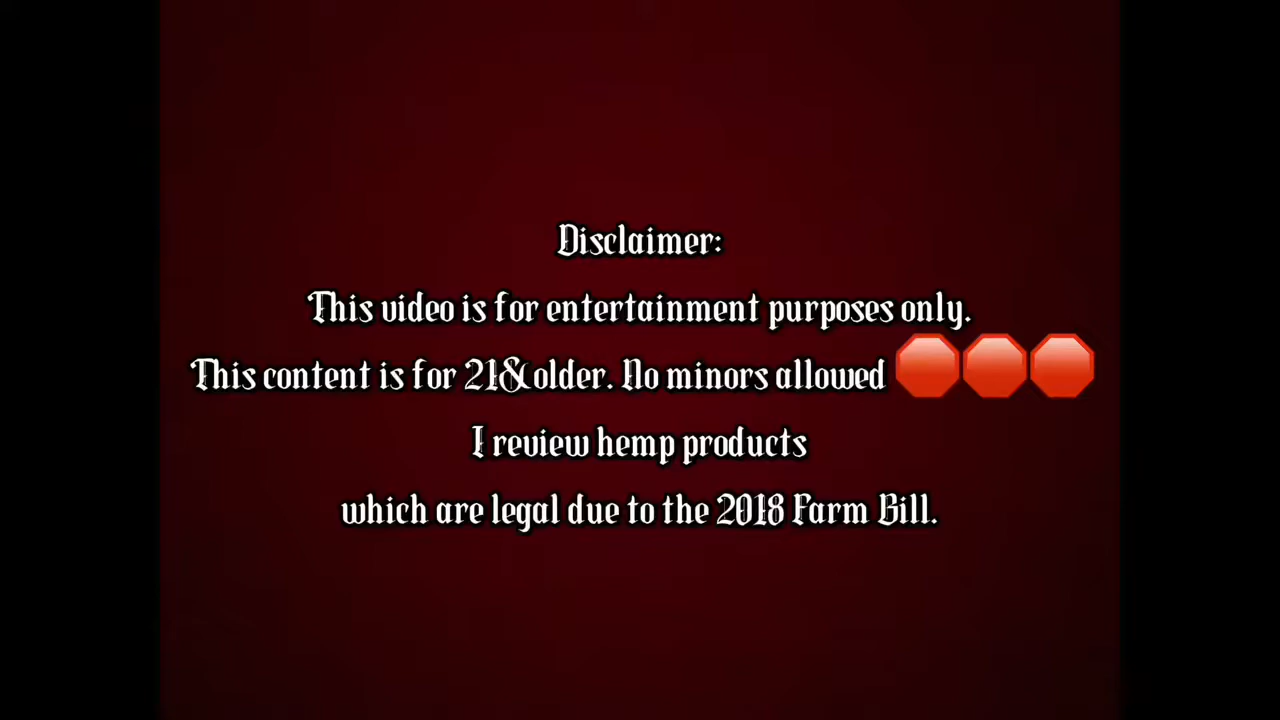 Disclaimer:
This video is for entertainment purposes only.
This content is for 21&older. No minors allowed 🛑🛑🛑
I review hemp products
which are legal due to the 2018 Farm Bill.